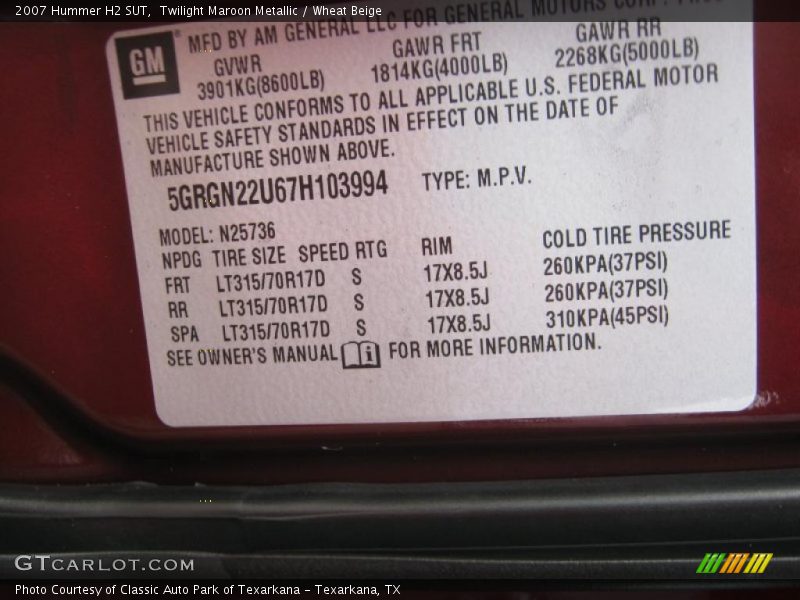 2007 Hummer H2 SUT,  Twilight Maroon Metallic / Wheat Beige
GM
MFD BY AM GENERAL LLC FOR GENERAL MOTORS CORP.
GVWR GAWR FRT GAWR RR
3901KG(8600LB) 1814KG(4000LB) 2268KG(5000LB)
THIS VEHICLE CONFORMS TO ALL APPLICABLE U.S. FEDERAL MOTOR
VEHICLE SAFETY STANDARDS IN EFFECT ON THE DATE OF
MANUFACTURE SHOWN ABOVE.
5GRGN22U67H103994 TYPE: M.P.V.
MODEL: N25736
NPDG TIRE SIZE SPEED RTG RIM COLD TIRE PRESSURE
FRT LT315/70R17D S 17X8.5J 260KPA(37PSI)
RR LT315/70R17D S 17X8.5J 260KPA(37PSI)
SPA LT315/70R17D S 17X8.5J 310KPA(45PSI)
SEE OWNER'S MANUAL i FOR MORE INFORMATION.
GTCARLOT.COM
Photo Courtesy of Classic Auto Park of Texarkana - Texarkana, TX